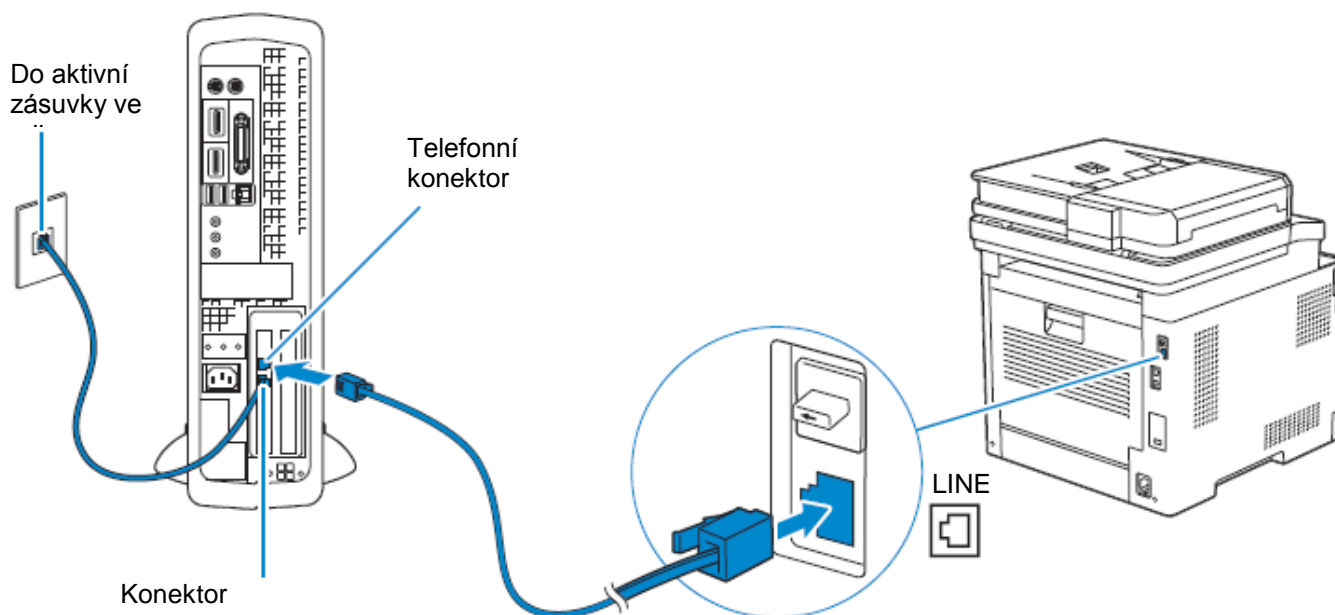 Do aktivní
zásuvky ve
Telefonní
konektor
LINE
Konektor